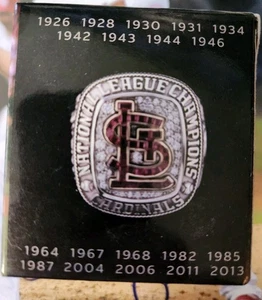 1926 1928 1930 1931 1934
1942 1943 1944 1946
NATIONAL LEAGUE CHAMPIONS
STL
CARDINALS
1964 1967 1968 1982 1985
1987 2004 2006 2011 2013